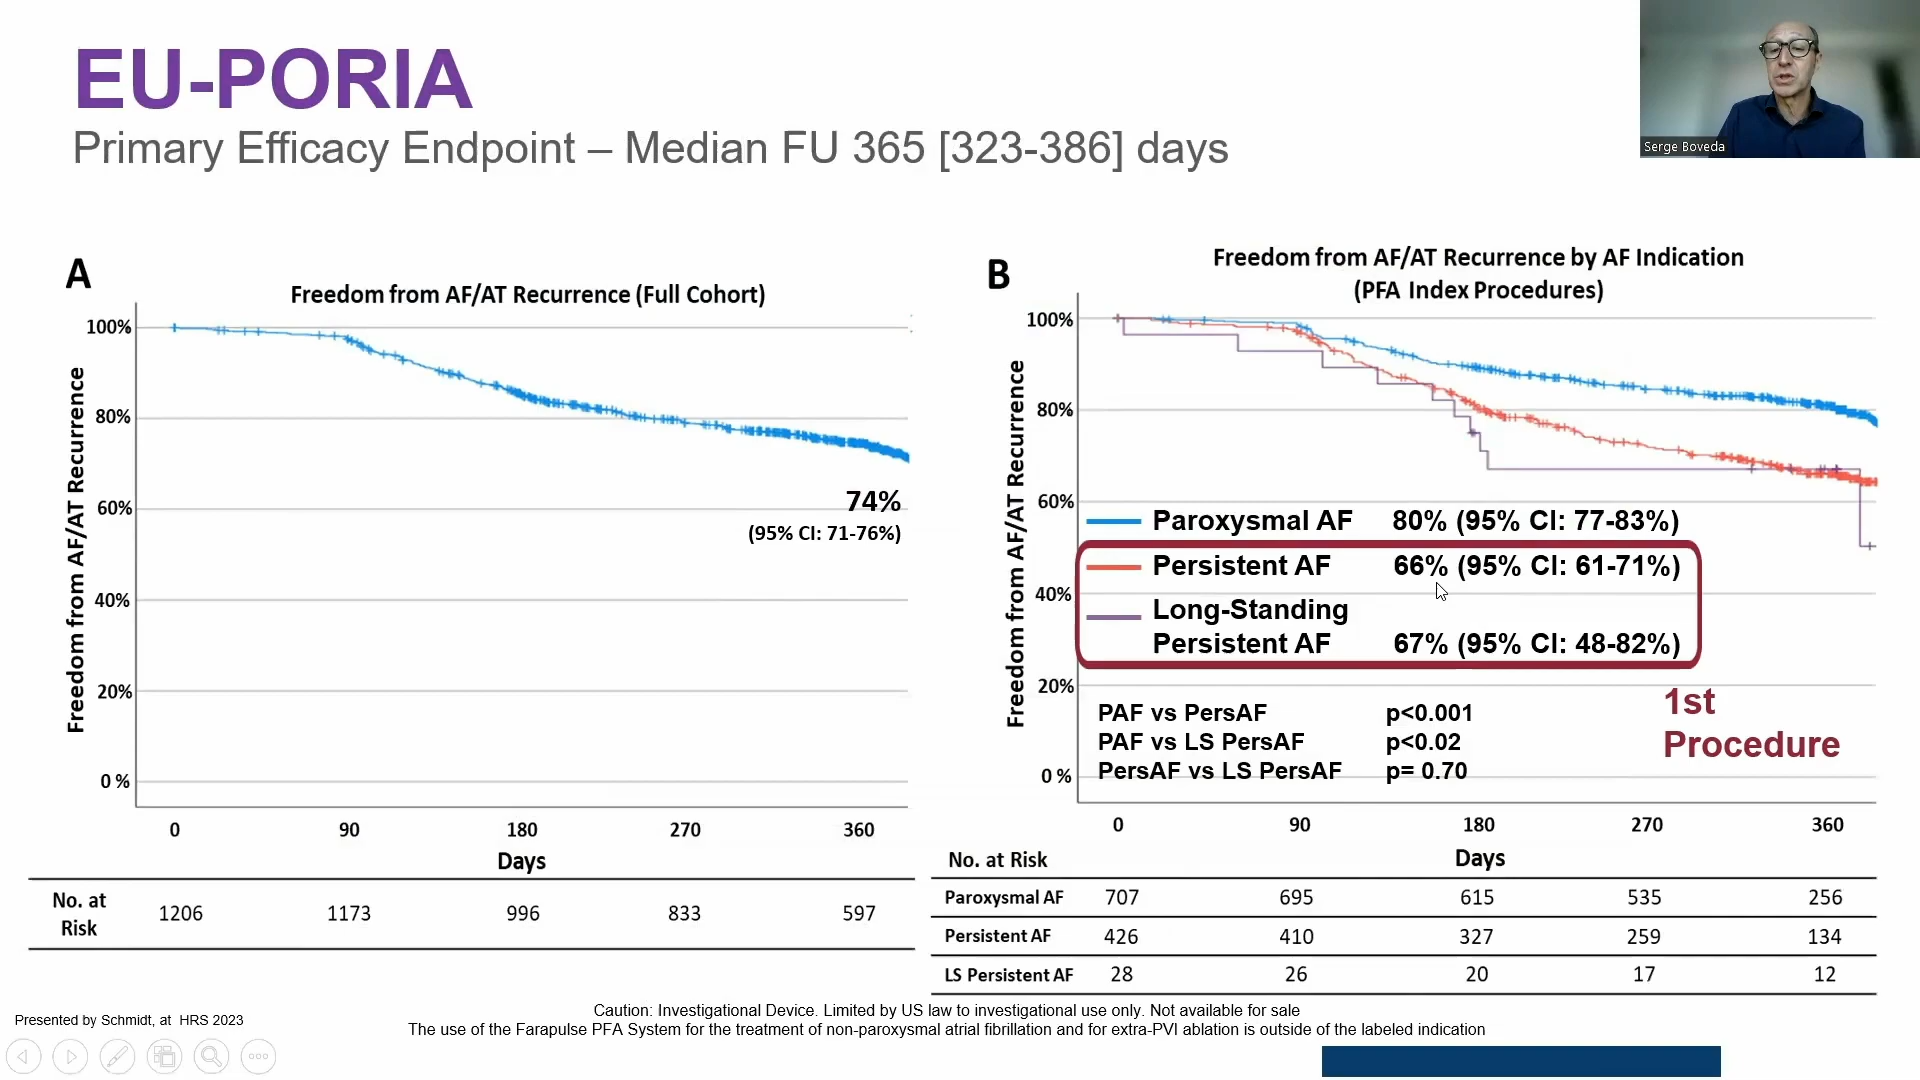 EU-PORIA
Primary Efficacy Endpoint – Median FU 365 [323-386] days
Serge Boveda
A
Freedom from AF/AT Recurrence (Full Cohort)
Freedom from AF/AT Recurrence
100%
80%
60%
40%
20%
0 %
74%
(95% CI: 71-76%)
0 90 180 270 360
Days
No. at
Risk
1206 1173 996 833 597
B
Freedom from AF/AT Recurrence by AF Indication
(PFA Index Procedures)
Freedom from AF/AT Recurrence
100%
80%
60%
40%
20%
0 %
Paroxysmal AF 80% (95% CI: 77-83%)
Persistent AF 66% (95% CI: 61-71%)
Long-Standing
Persistent AF 67% (95% CI: 48-82%)
PAF vs PersAF p<0.001
PAF vs LS PersAF p<0.02
PersAF vs LS PersAF p= 0.70
1st
Procedure
0 90 180 270 360
No. at Risk
Days
Paroxysmal AF 707 695 615 535 256
Persistent AF 426 410 327 259 134
LS Persistent AF 28 26 20 17 12
Caution: Investigational Device. Limited by US law to investigational use only. Not available for sale
Presented by Schmidt, at HRS 2023
The use of the Farapulse PFA System for the treatment of non-paroxysmal atrial fibrillation and for extra-PVI ablation is outside of the labeled indication